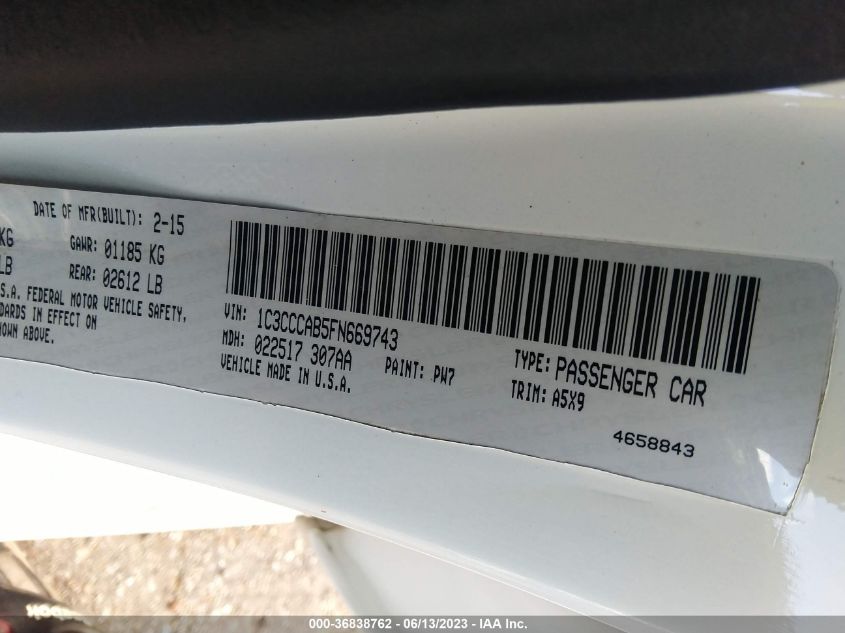 DATE OF MFR(BUILT): 2-15
KG GAWR: 01185 KG
LB REAR: 02612 LB
S.A. FEDERAL MOTOR VEHICLE SAFETY,
DARDS IN EFFECT ON
OWN ABOVE.
VIN: 1C3CCCAB5FN669743
MDH: 022517 307AA PAINT: PW7
VEHICLE MADE IN U.S.A.
TYPE: PASSENGER CAR
TRIM: A5X9
4658843
000-36838762 - 06/13/2023 - IAA Inc.